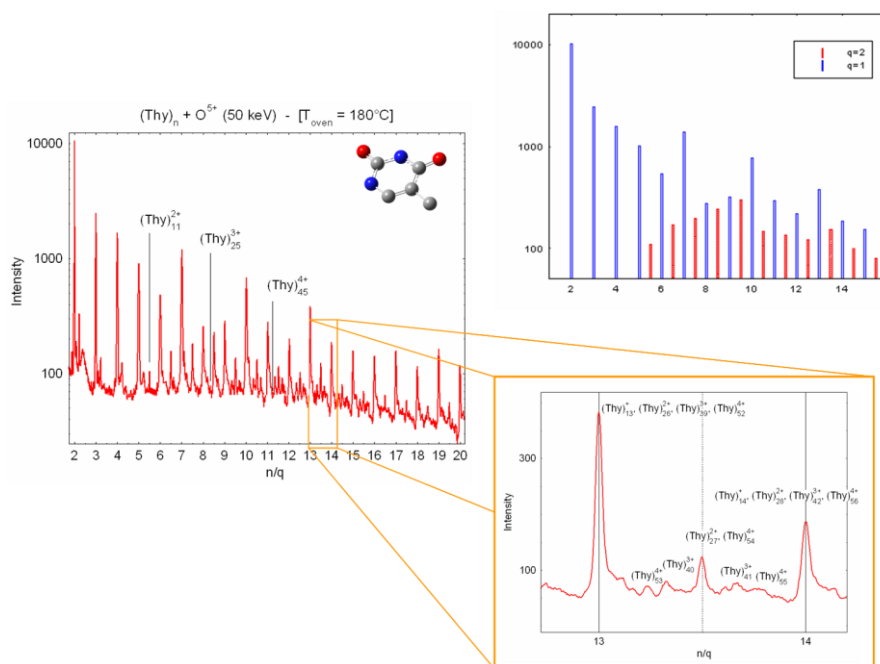 10000
1000
100
q=2
q=1
2 4 6 8 10 12 14
(Thy)n + O5+ (50 keV) - [Toven = 180°C]
10000
1000
100
Intensity
(Thy)11 2+
(Thy)25 3+
(Thy)45 4+
2 3 4 5 6 7 8 9 10 11 12 13 14 15 16 17 18 19 20
n/q
300
100
Intensity
(Thy)13 +, (Thy)26 2+, (Thy)39 3+, (Thy)52 4+
(Thy)14 +, (Thy)28 2+, (Thy)42 3+, (Thy)56 4+
(Thy)27 2+, (Thy)54 4+
(Thy)53 4+
(Thy)40 3+
(Thy)41 3+
(Thy)55 4+
13 14
n/q